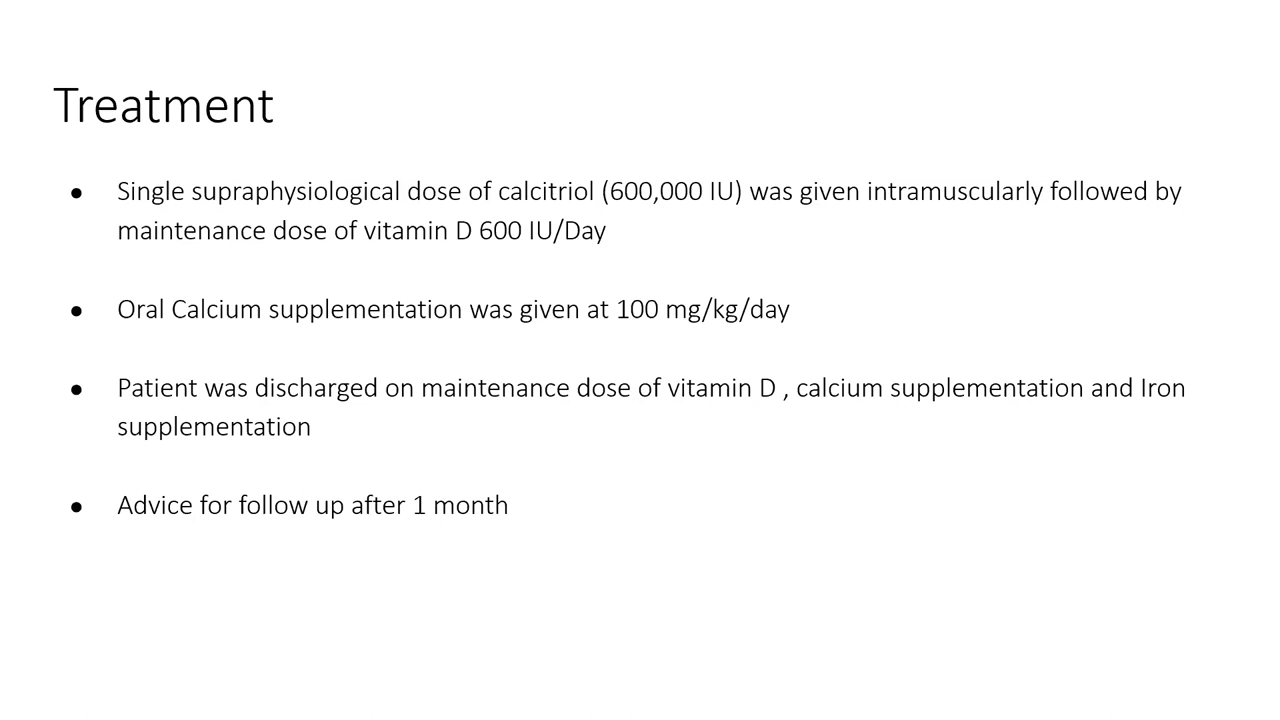 Treatment
● Single supraphysiological dose of calcitriol (600,000 IU) was given intramuscularly followed by
maintenance dose of vitamin D 600 IU/Day
● Oral Calcium supplementation was given at 100 mg/kg/day
● Patient was discharged on maintenance dose of vitamin D , calcium supplementation and Iron
supplementation
● Advice for follow up after 1 month